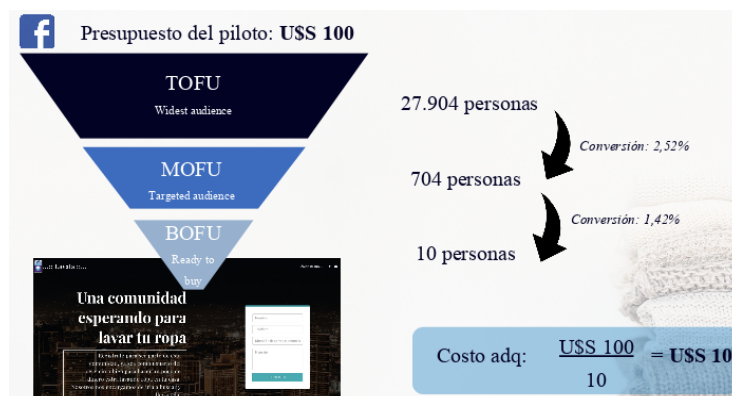 f
Presupuesto del piloto: U$S 100
TOFU
Widest audience
27.904 personas
Conversión: 2,52%
MOFU
Targeted audience
704 personas
Conversión: 1,42%
BOFU
Ready to
buy
10 personas
Una comunidad
esperando para
lavar tu ropa
Costo adq: U$S 100 = U$S 10
10